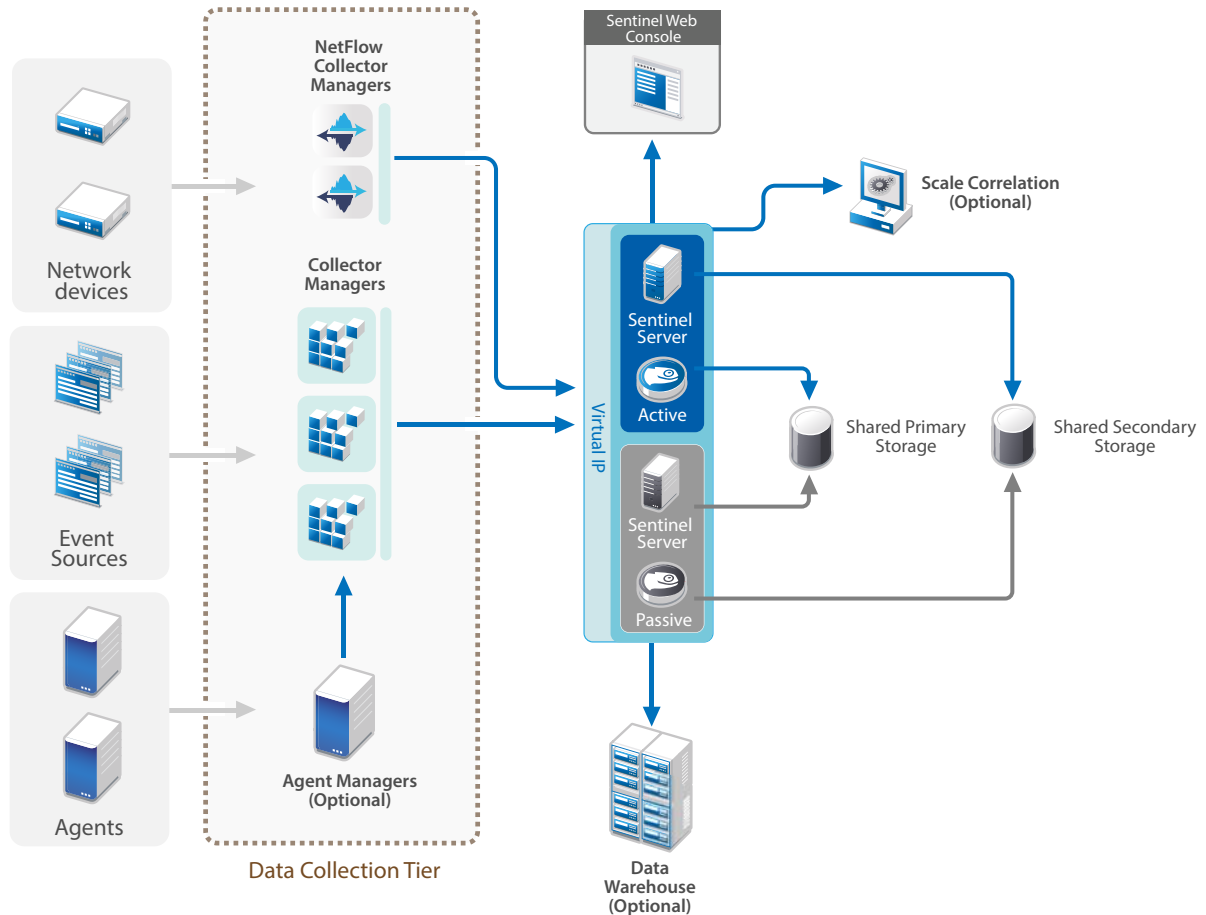 Sentinel Web
Console
NetFlow
Collector
Managers
Network
devices
Scale Correlation
(Optional)
Collector
Managers
Virtual IP
Sentinel
Server
Active
Shared Primary
Storage
Shared Secondary
Storage
Event
Sources
Sentinel
Server
Passive
Agent Managers
(Optional)
Agents
Data Collection Tier
Data
Warehouse
(Optional)